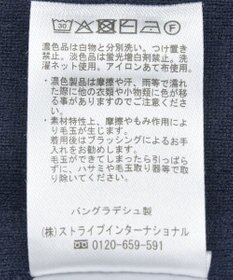 濃色品は白物と分別洗い。つけ置き
禁止。淡色は蛍光増白剤禁止。洗
濯ネット使用。アイロンあて布使用。
・濃色製品は摩擦や汗、雨等で濡れ
た際に他の衣類や小物類に色が移
る事がありますのでご注意くださ
い。
・素材特性上、摩擦やもみ作用によ
り毛玉が生じます。
着用後はブラッシングによるお手
入れをお勧めします。
毛玉ができてしまったら引っぱら
ずに、ハサミや毛玉取り器等で取
り除いてください。
バングラデシュ製
(株)ストライプインターナショナル
☏ 0120-659-591